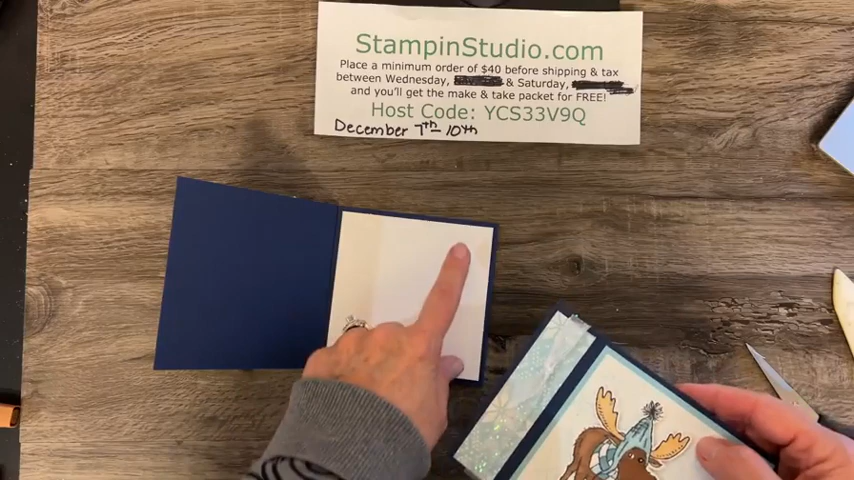 StampinStudio.com
Place a minimum order of $40 before shipping & tax
between Wednesday, & Saturday,
and you'll get the make & take packet for FREE!
Host Code: YCS33V9Q
December 7th - 10th